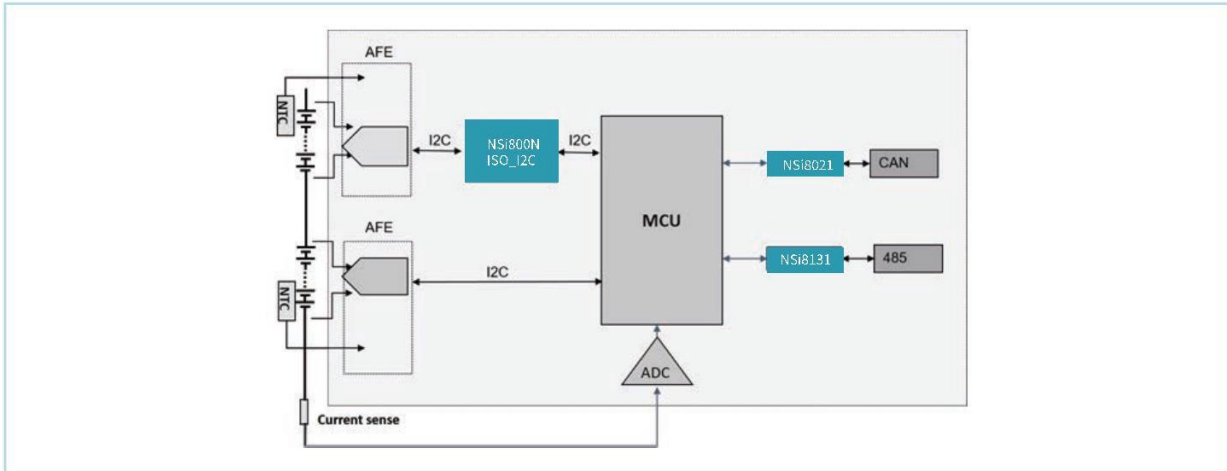 AFE
NTC
I2C
NSi800N
ISO_I2C
I2C
MCU
NSi8021
CAN
AFE
NTC
I2C
NSi8131
485
ADC
Current sense